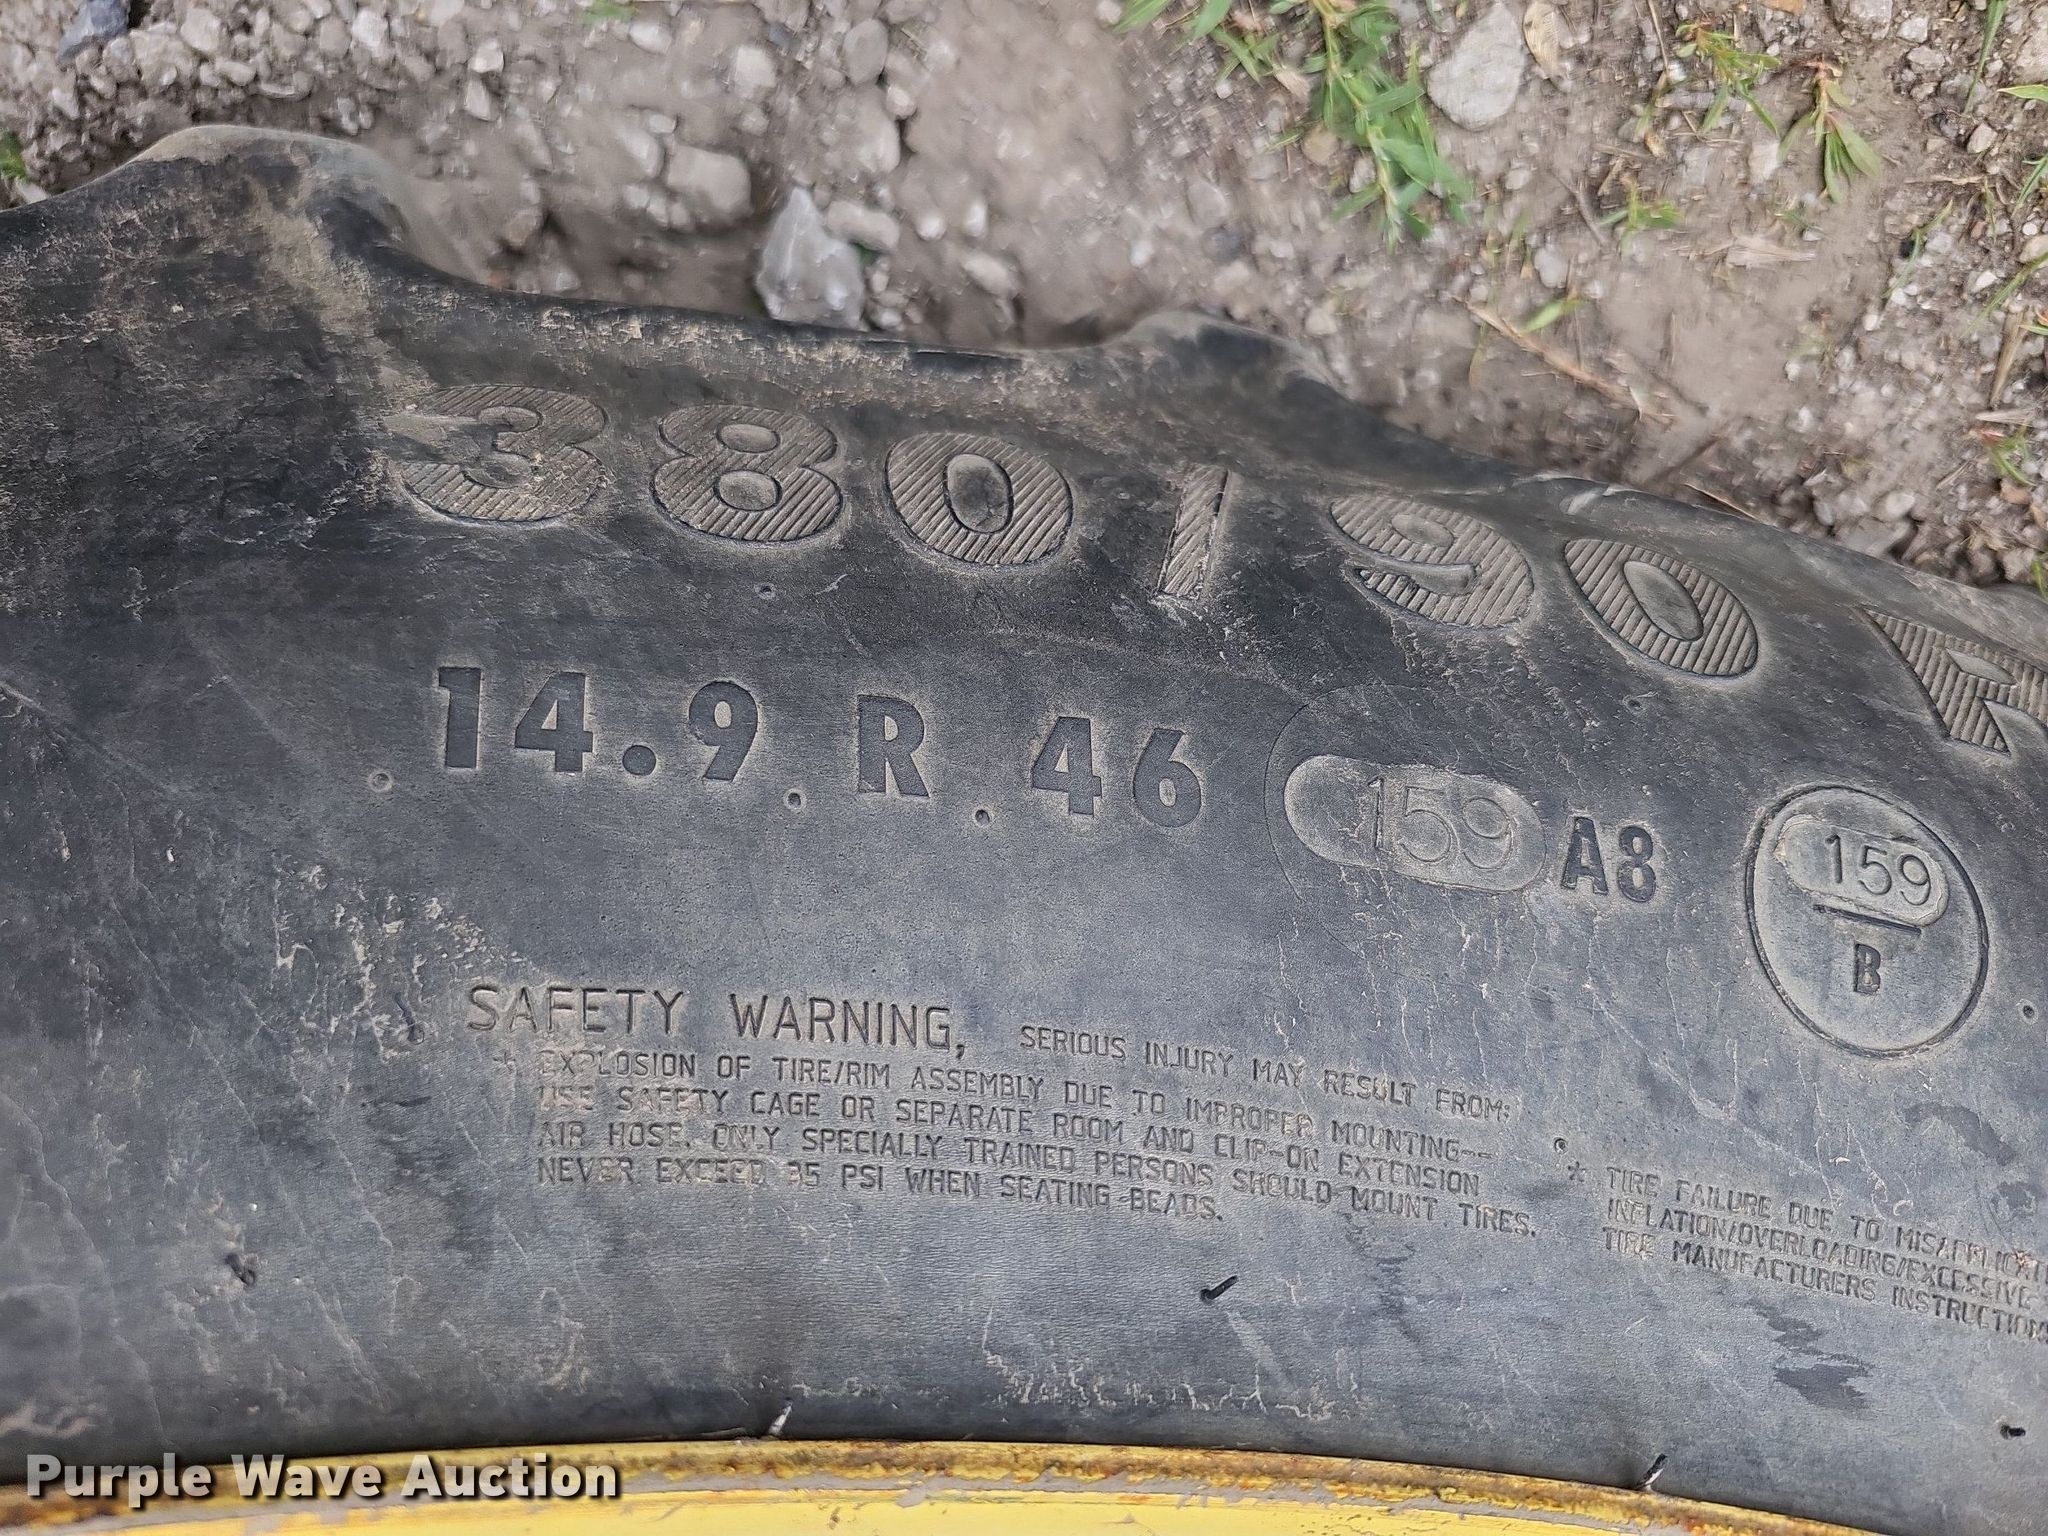 380/90 R
14.9 R 46
159 A8
159
B
SAFETY WARNING, SERIOUS INJURY MAY RESULT FROM:
* EXPLOSION OF TIRE/RIM ASSEMBLY DUE TO IMPROPER MOUNTING--
USE SAFETY CAGE OR SEPARATE ROOM AND CLIP-ON EXTENSION
AIR HOSE. ONLY SPECIALLY TRAINED PERSONS SHOULD MOUNT TIRES.
NEVER EXCEED 35 PSI WHEN SEATING BEADS.
* TIRE FAILURE DUE TO MISAPPLICATI
INFLATION/OVERLOADING/EXCESSIVE
TIRE MANUFACTURERS INSTRUCTIONS
Purple Wave Auction